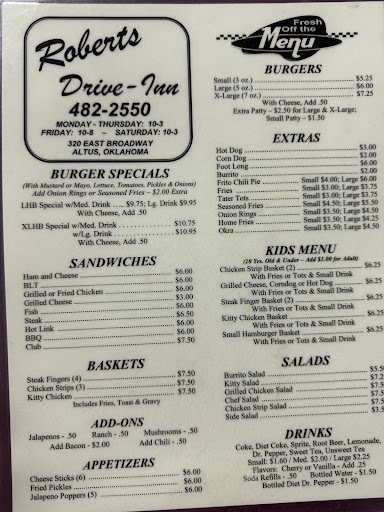 Roberts
Drive-Inn
482-2550
MONDAY - THURSDAY: 10-3
FRIDAY: 10-8 - SATURDAY: 10-3
320 EAST BROADWAY
ALTUS, OKLAHOMA
BURGER SPECIALS
(With Mustard or Mayo, Lettuce, Tomatoes, Pickles & Onions)
Add Onion Rings or Seasoned Fries - $2.00 Extra
LHB Special w/Med. Drink $9.75; Lg. Drink $9.95
With Cheese, Add .50
XLHB Special w/Med. Drink $10.75
w/Lg. Drink $10.95
With Cheese, Add .50
SANDWICHES
Ham and Cheese $6.00
BLT $6.00
Grilled or Fried Chicken $6.00
Grilled Cheese $3.00
Fish $6.00
Steak $6.50
Hot Link $6.00
BBQ $6.00
Club $7.50
BASKETS
Steak Fingers (4) $7.50
Chicken Strips (3) $7.50
Kitty Chicken $7.50
Includes Fries, Toast & Gravy
ADD-ONS
Jalapenos - .50 Ranch - .50 Mushrooms - .50
Add Bacon - $2.00 Add Chili - .50
APPETIZERS
Cheese Sticks (6) $6.00
Fried Pickles $6.00
Jalapeno Poppers (5) $6.00
Fresh
Off the
Menu
BURGERS
Small (3 oz.) $5.25
Large (5 oz.) $6.00
X-Large (7 oz.) $7.25
With Cheese, Add .50
Extra Patty - $2.50 for Large & X-Large;
Small Patty - $1.50
EXTRAS
Hot Dog $3.00
Corn Dog $2.00
Foot Long $6.00
Burrito $2.00
Frito Chili Pie Small $4.00; Large $6.00
Fries Small $3.00; Large $3.75
Tater Tots Small $3.00; Large $3.75
Seasoned Fries Small $4.50; Large $5.50
Onion Rings Small $4.50; Large $5.50
Home Fries Small $3.50; Large $4.25
Okra Small $3.50; Large $4.50
KIDS MENU
(10 Yrs. Old & Under - Add $1.00 for Adult)
Chicken Strip Basket (2) $6.25
With Fries or Tots & Small Drink
Grilled Cheese, Corndog or Hot Dog $6.25
With Fries or Tots & Small Drink
Steak Finger Basket (2) $6.25
With Fries or Tots & Small Drink
Kitty Chicken Basket $6.25
With Fries or Tots & Small Drink
Small Hamburger Basket $6.25
With Fries or Tots & Small Drink
SALADS
Burrito Salad
Kitty Salad
Grilled Chicken Salad
Chef Salad
Chicken Strip Salad
Side Salad
DRINKS
Coke, Diet Coke, Sprite, Root Beer, Lemonade,
Dr. Pepper, Sweet Tea, Unsweet Tea
Small: $1.60 / Med. $2.00 / Large $2.25
Flavors: Cherry or Vanilla - Add .25
Soda Refills - .50 Bottled Water - $1.50
Bottled Diet Dr. Pepper - $1.50